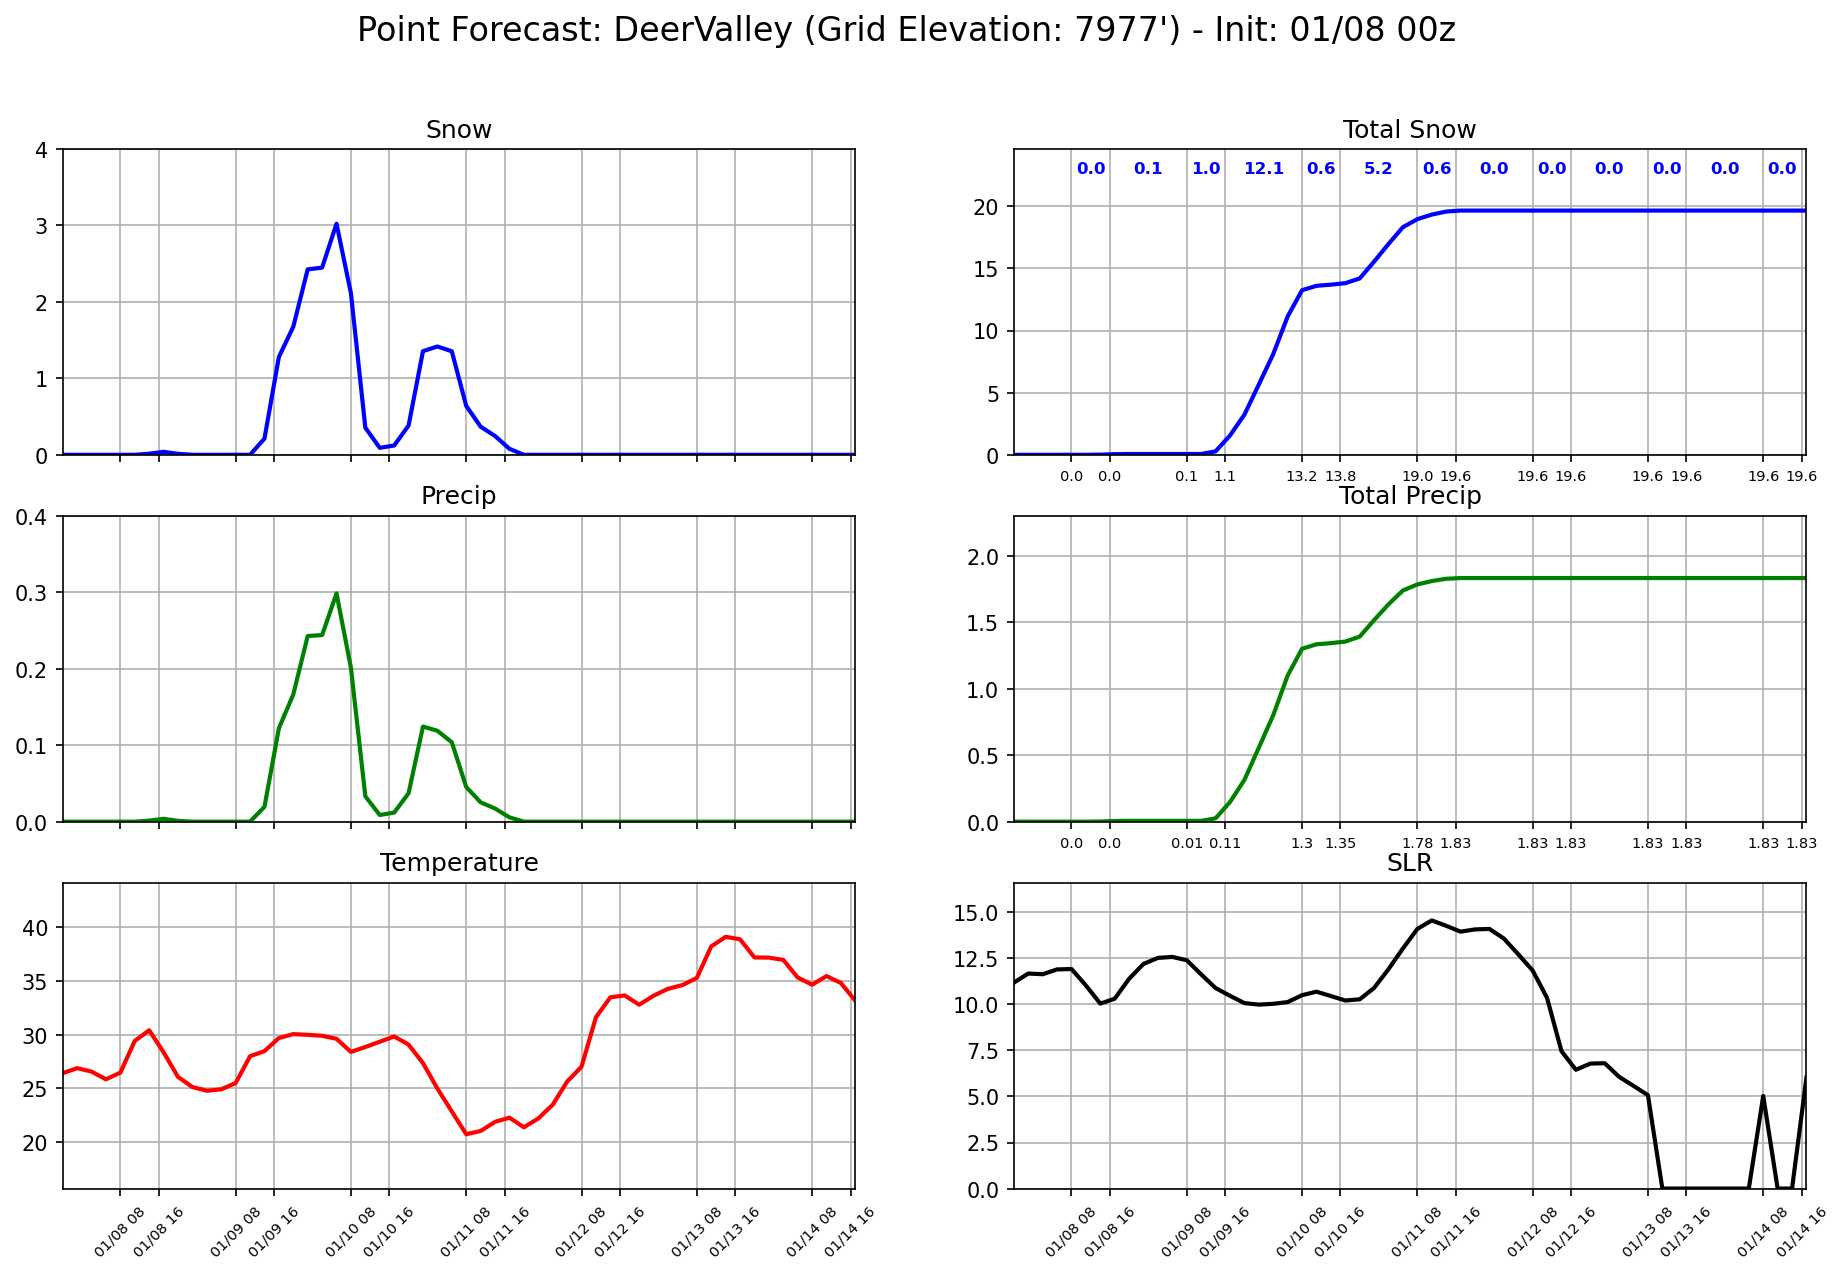 Point Forecast: DeerValley (Grid Elevation: 7977') - Init: 01/08 00z
Snow
4
3
2
1
0
Total Snow
0.0 0.1 1.0 12.1 0.6 5.2 0.6 0.0 0.0 0.0 0.0 0.0 0.0
20
15
10
5
0
0.0 0.0 0.1 1.1 13.2 13.8 19.0 19.6 19.6 19.6 19.6 19.6 19.6 19.6
Precip
0.4
0.3
0.2
0.1
0.0
Total Precip
2.0
1.5
1.0
0.5
0.0
0.0 0.0 0.01 0.11 1.3 1.35 1.78 1.83 1.83 1.83 1.83 1.83 1.83 1.83
Temperature
40
35
30
25
20
01/08 08 01/08 16 01/09 08 01/09 16 01/10 08 01/10 16 01/11 08 01/11 16 01/12 08 01/12 16 01/13 08 01/13 16 01/14 08 01/14 16
SLR
15.0
12.5
10.0
7.5
5.0
2.5
0.0
01/08 08 01/08 16 01/09 08 01/09 16 01/10 08 01/10 16 01/11 08 01/11 16 01/12 08 01/12 16 01/13 08 01/13 16 01/14 08 01/14 16